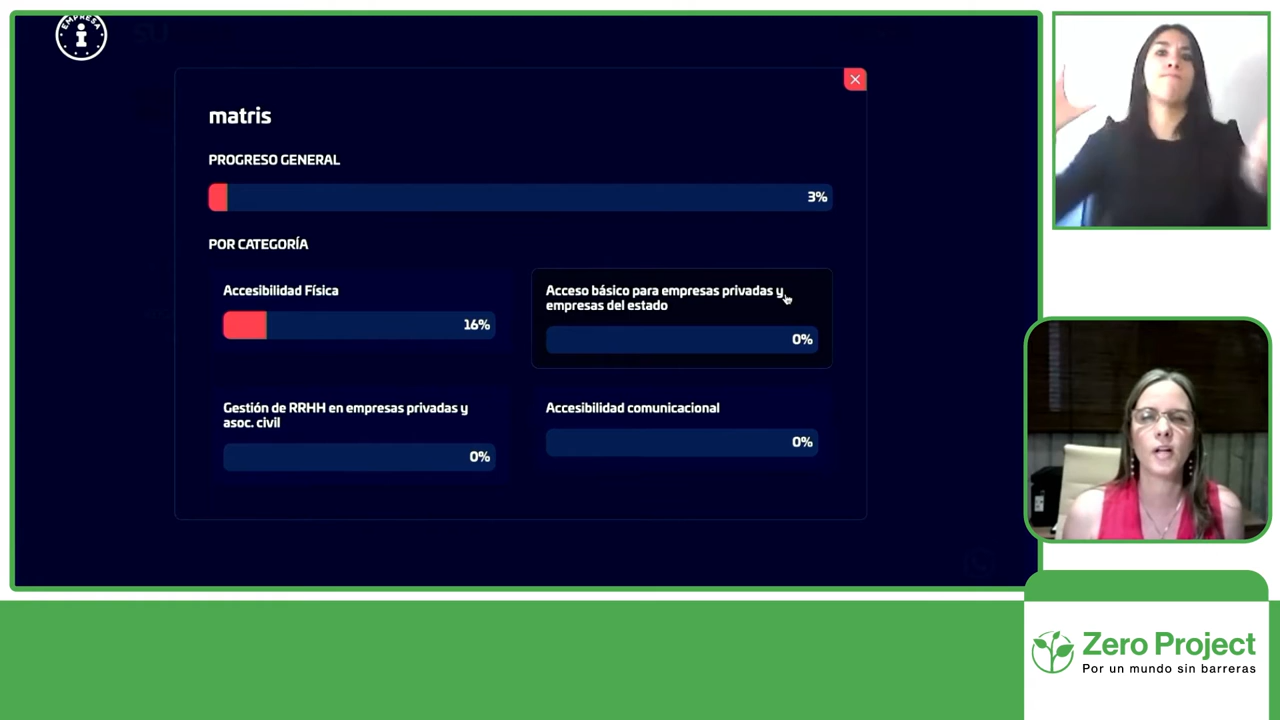 EMPRESA
matris
PROGRESO GENERAL
3%
POR CATEGORÍA
Accesibilidad Física
16%
Acceso básico para empresas privadas y
empresas del estado
0%
Gestión de RRHH en empresas privadas y
asoc. civil
0%
Accesibilidad comunicacional
0%
Zero Project
Por un mundo sin barreras